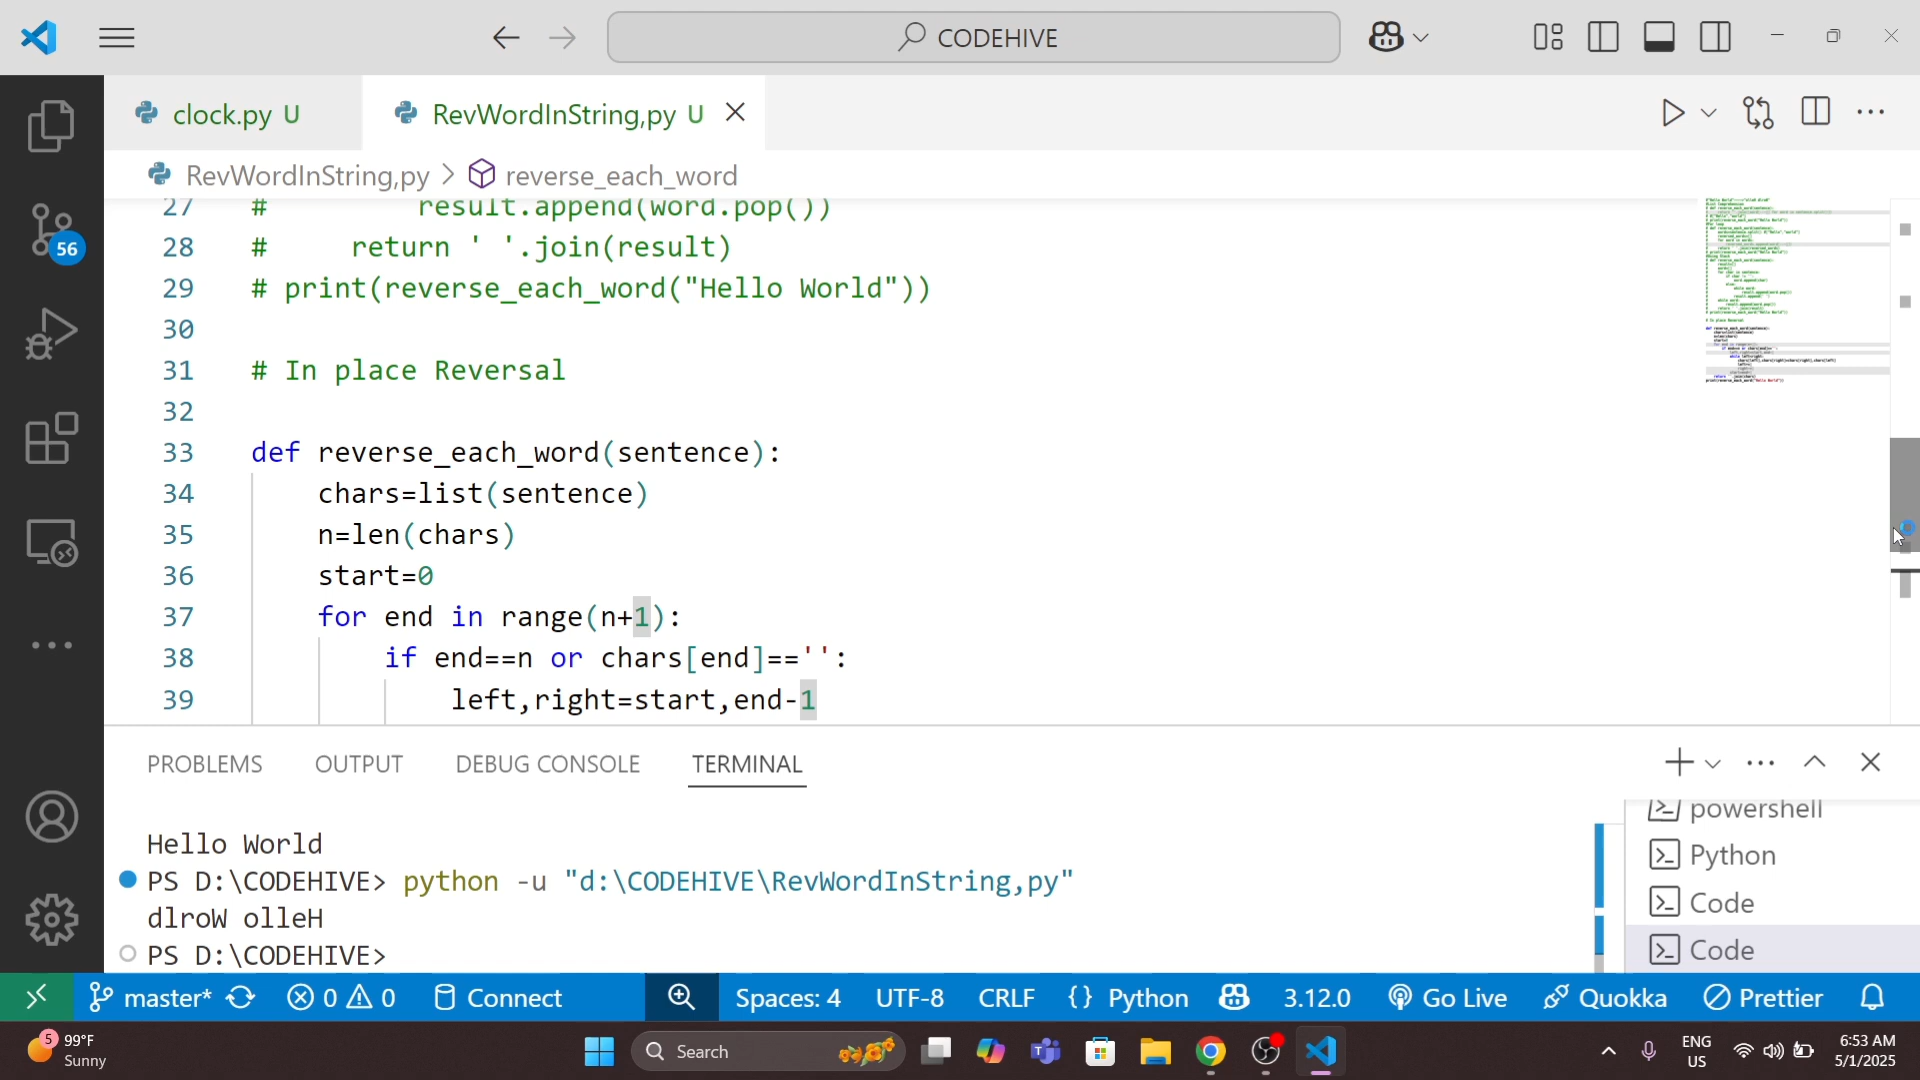 CODEHIVE
clock.py U
RevWordInString,py U
RevWordInString,py > reverse_each_word
27 # result.append(word.pop())
28 # return ' '.join(result)
29 # print(reverse_each_word("Hello World"))
30
31 # In place Reversal
32
33 def reverse_each_word(sentence):
34 chars=list(sentence)
35 n=len(chars)
36 start=0
37 for end in range(n+1):
38 if end==n or chars[end]=='':
39 left,right=start,end-1
56
PROBLEMS OUTPUT DEBUG CONSOLE TERMINAL
Hello World
PS D:\CODEHIVE> python -u "d:\CODEHIVE\RevWordInString,py"
dlroW olleH
PS D:\CODEHIVE>
powershell
Python
Code
Code
master* 0 0 Connect Spaces: 4 UTF-8 CRLF {} Python 3.12.0 Go Live Quokka Prettier
5
99°F
Sunny
Search
ENG
US
6:53 AM
5/1/2025